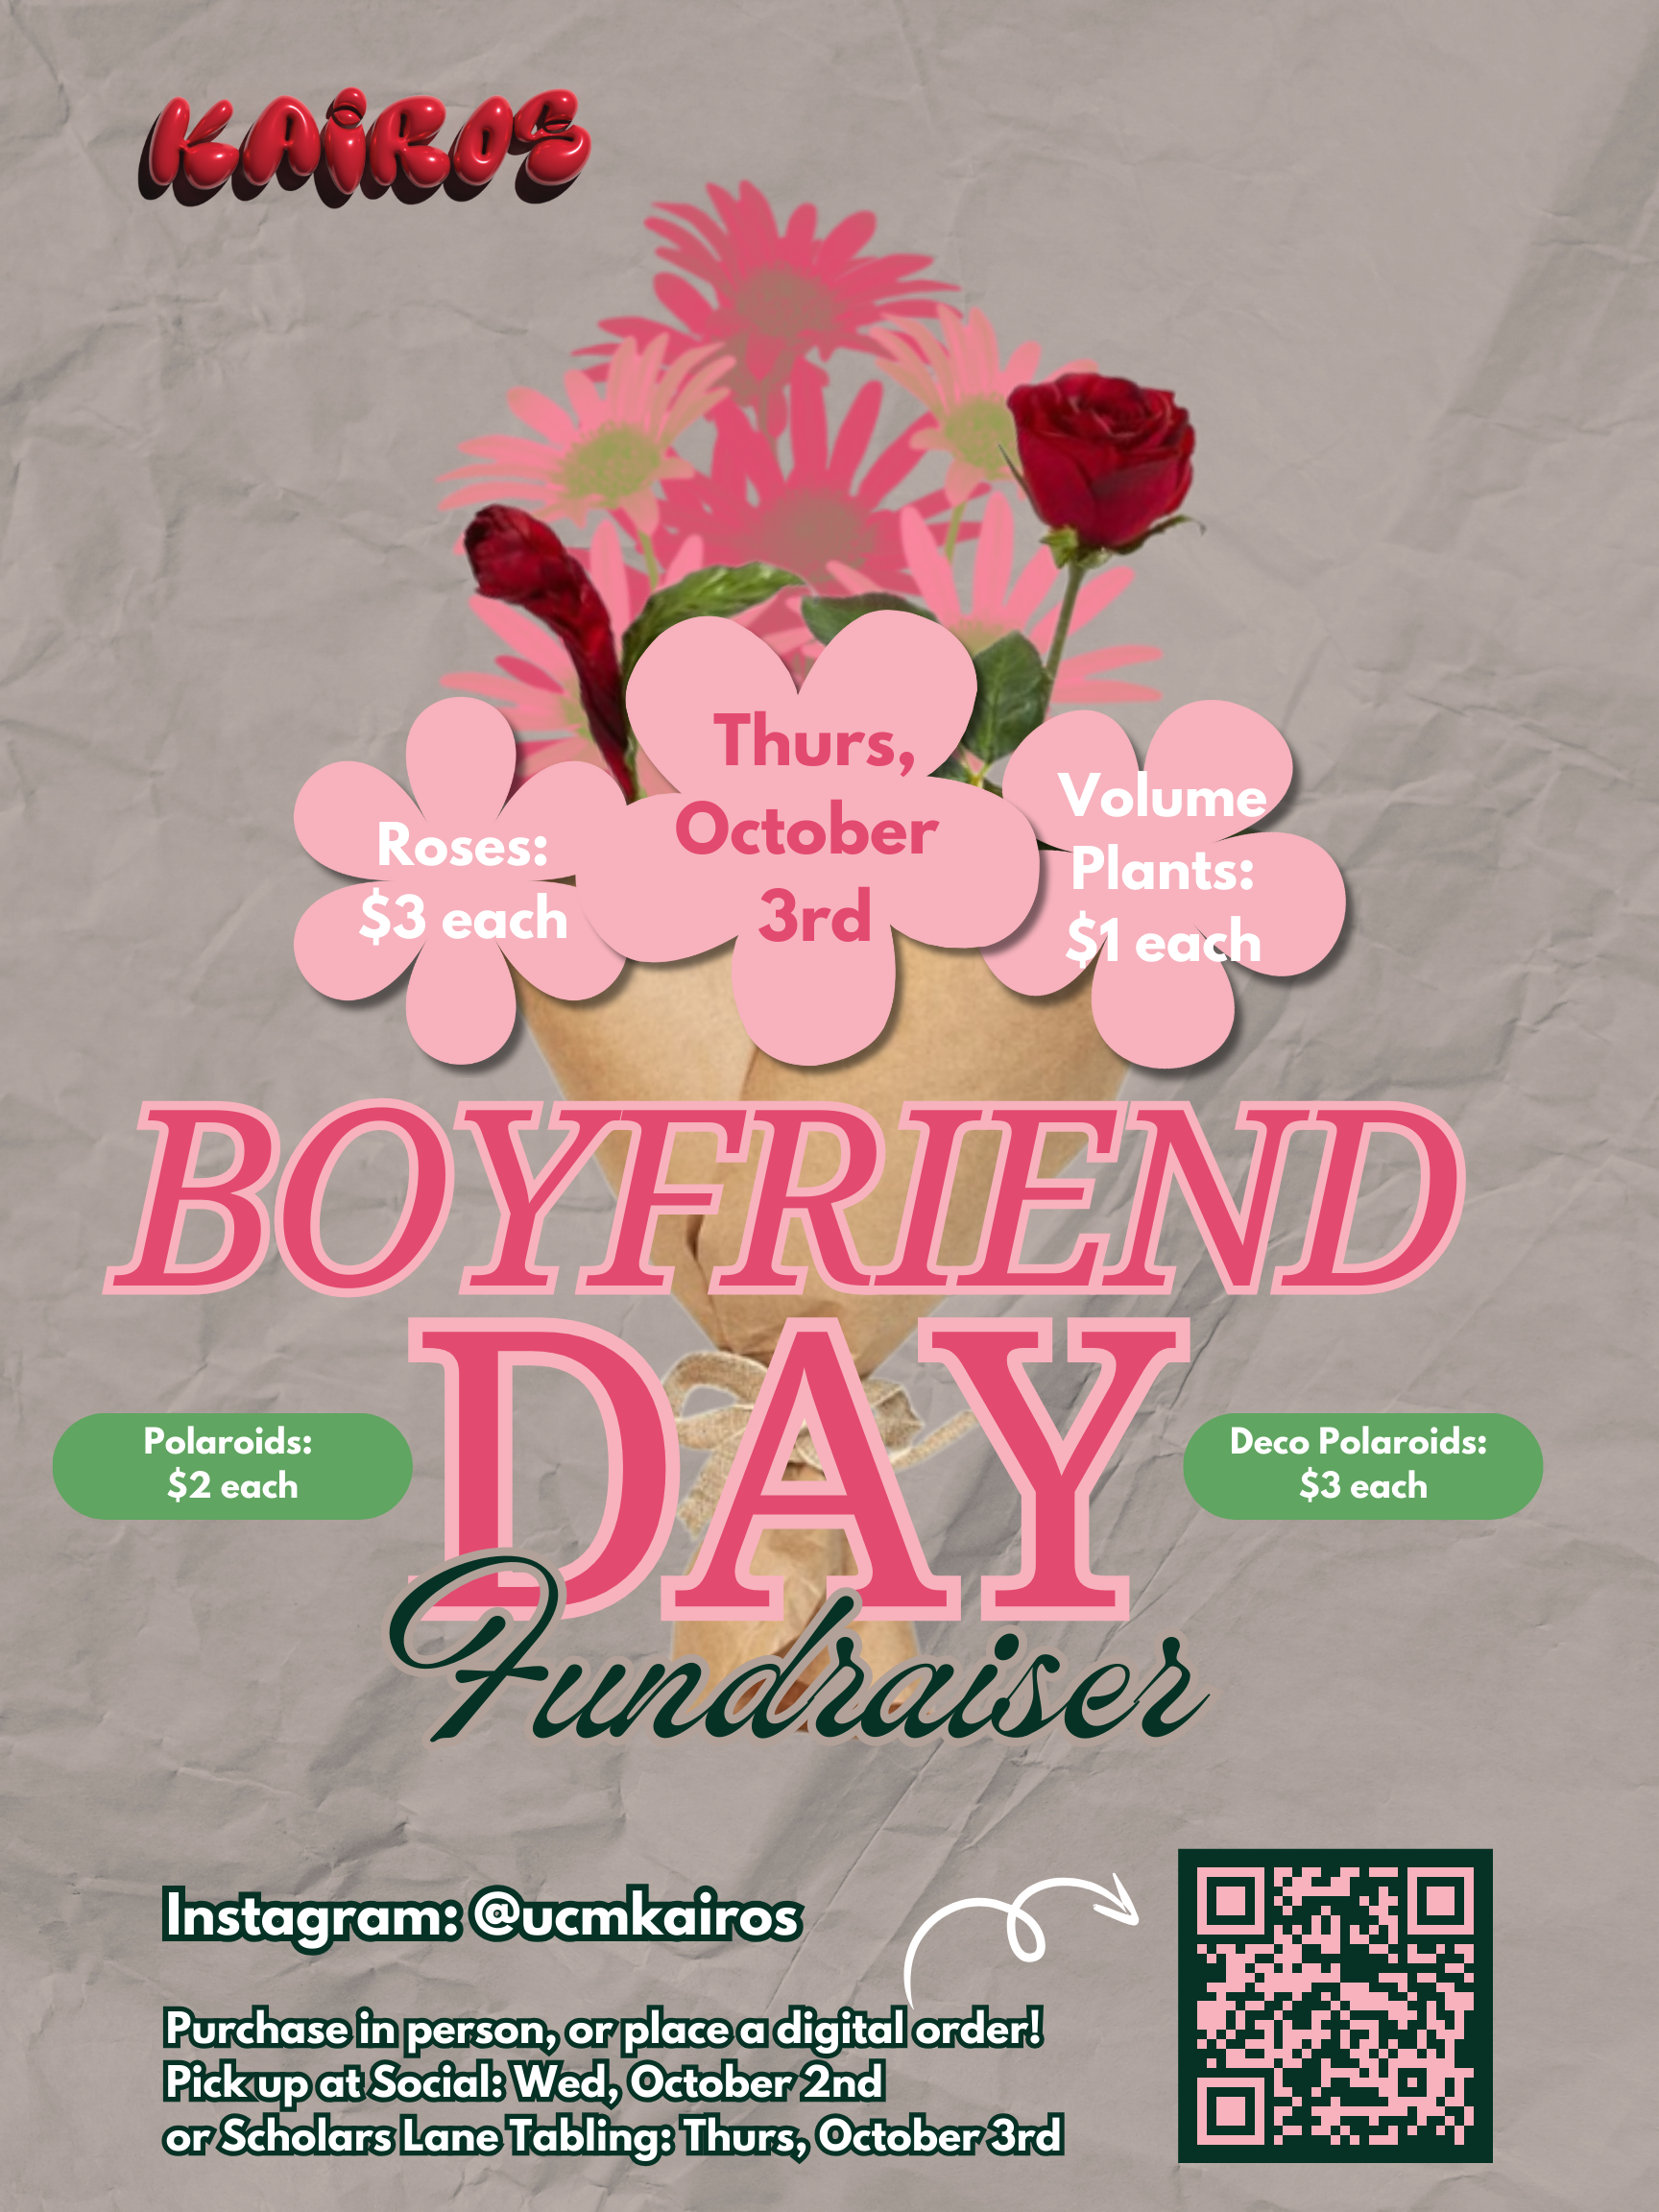 KAIROS
Thurs,
October
3rd
Roses:
$3 each
Volume
Plants:
$1 each
BOYFRIEND
DAY
Fundraiser
Polaroids:
$2 each
Deco Polaroids:
$3 each
Instagram: @ucmkairos
Purchase in person, or place a digital order!
Pick up at Social: Wed, October 2nd
or Scholars Lane Tabling: Thurs, October 3rd